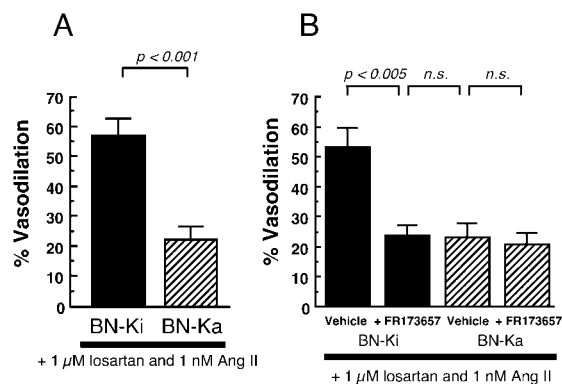 A
p < 0.001
% Vasodilation
70
60
50
40
30
20
10
0
BN-Ki BN-Ka
+ 1 µM losartan and 1 nM Ang II
B
p < 0.005 n.s. n.s.
% Vasodilation
70
60
50
40
30
20
10
0
Vehicle + FR173657 Vehicle + FR173657
BN-Ki BN-Ka
+ 1 µM losartan and 1 nM Ang II